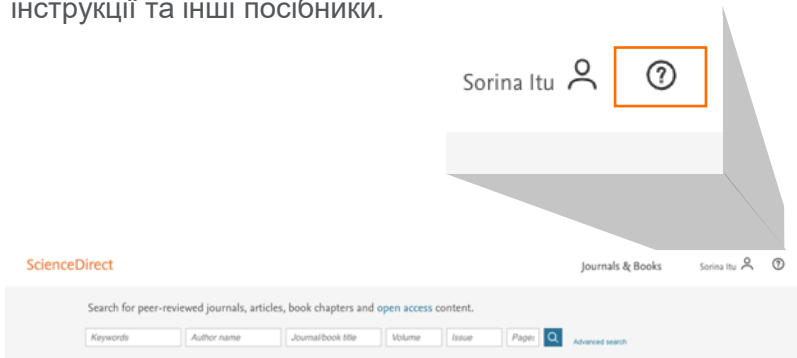 інструкції та інші посібники.
Sorina Itu ?
ScienceDirect Journals & Books Sorina Itu ?
Search for peer-reviewed journals, articles, book chapters and open access content.
Keywords Author name Journal/book title Volume Issue Pages Advanced search